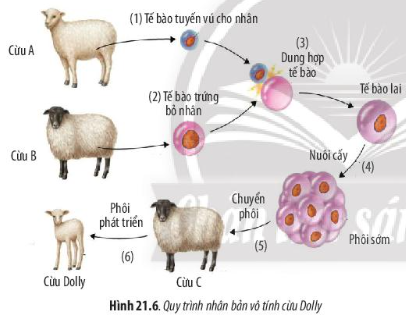 (1) Tế bào tuyến vú cho nhân
Cừu A
(3)
Dung hợp
tế bào
Tế bào lai
(2) Tế bào trứng
bỏ nhân
Cừu B
Nuôi cấy
(4)
Phôi
phát triển
(6)
Chuyển
phôi
(5)
Phôi sớm
Cừu Dolly
Cừu C
Hình 21.6. Quy trình nhân bản vô tính cừu Dolly